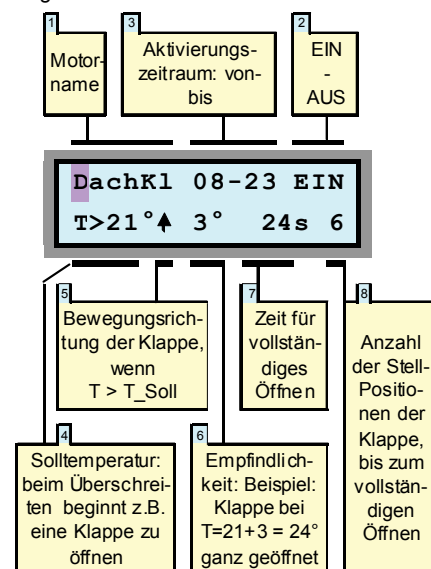 g
1
Motor-
name
3
Aktivierungs-
zeitraum: von-
bis
2
EIN
-
AUS
DachKl 08-23 EIN
T>21°↑ 3° 24s 6
5
Bewegungsrich-
tung der Klappe,
wenn
T > T_Soll
7
Zeit für
vollstän-
diges
Öffnen
8
Anzahl
der Stell-
Positio-
nen der
Klappe,
bis zum
vollstän-
digen
Öffnen
4
Solltemperatur:
beim Überschrei-
ten beginnt z.B.
eine Klappe zu
öffnen
6
Empfindlich-
keit: Beispiel:
Klappe bei
T=21+3 = 24°
ganz geöffnet